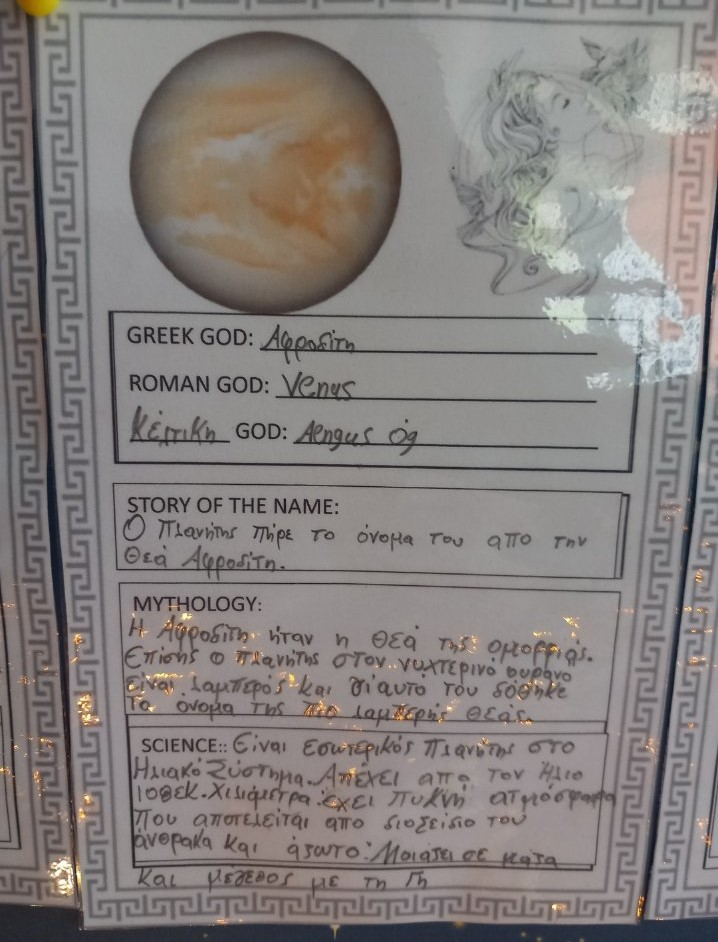 GREEK GOD: Αφροδίτη
ROMAN GOD: Venus
Κέλτικη GOD: Aengus óg
STORY OF THE NAME:
Ο Πλανήτης πήρε το όνομα του απο την
Θεά Αφροδίτη.
MYTHOLOGY:
Η Αφροδίτη ήταν η Θεά της ομορφιάς.
Επίσης ο πλανήτης στον νυχτερινό ουρανο
είναι λαμπερός και γι'αυτο του δόθηκε
το ονομα της πιο λαμπερής Θεάς.
SCIENCE:: Είναι Εσωτερικός Πλανήτης στο
Ηλιακό Σύστημα. Απέχει απο τον Ήλιο
108εκ. Χιλιόμετρα. Έχει πυκνή ατμόσφαιρα
που αποτελείται απο διοξείδιο του
άνθρακα και άζωτο. Μοιάζει σε μάζα
και μέγεθος με τη Γη